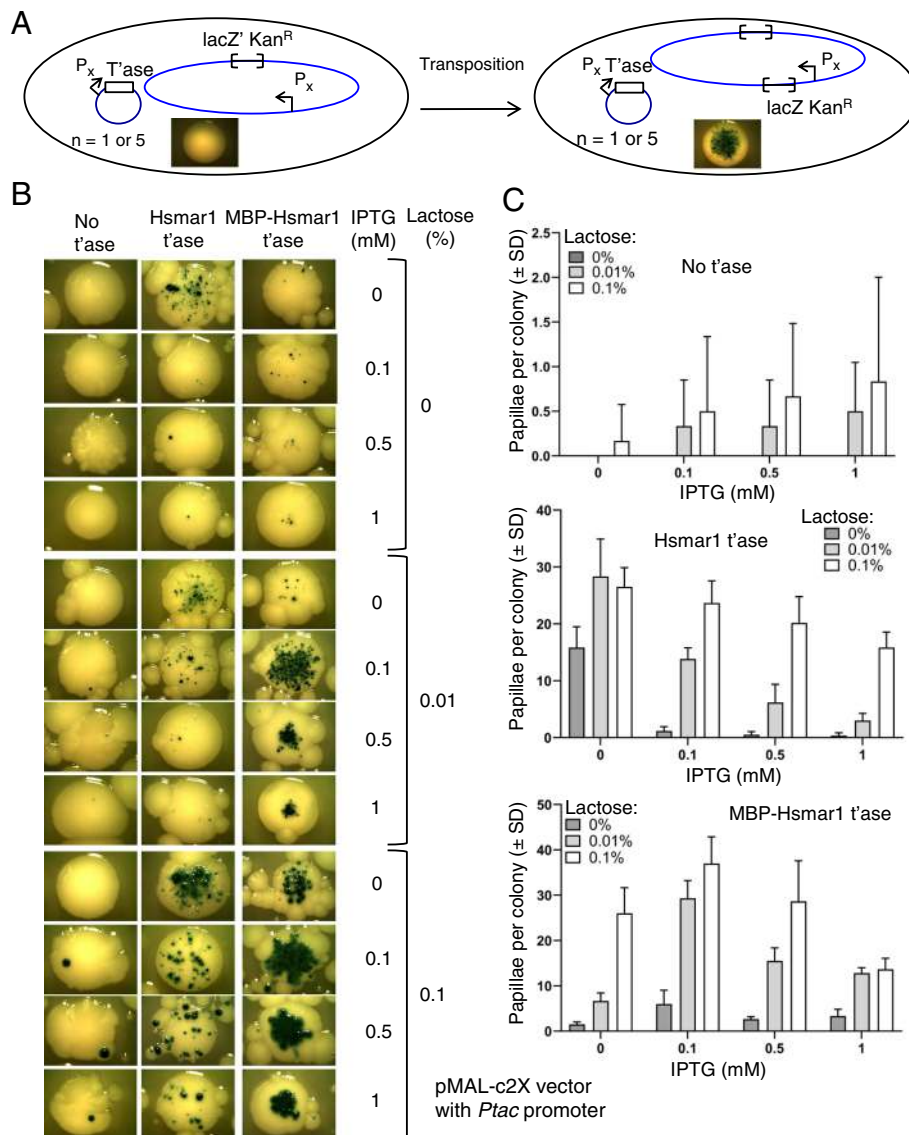 A
lacZ' Kan^R
P_x T'ase
P_x
n = 1 or 5
Transposition
P_x T'ase
P_x
lacZ Kan^R
n = 1 or 5
B
No t'ase
Hsmar1 t'ase
MBP-Hsmar1 t'ase
IPTG (mM)
Lactose (%)
0
0.1
0.5
1
0
0
0.1
0.5
1
0.01
0
0.1
0.5
1
0.1
pMAL-c2X vector
with Ptac promoter
C
Papillae per colony (± SD)
2.5
2.0
1.5
1.0
0.5
0.0
Lactose:
0%
0.01%
0.1%
No t'ase
0 0.1 0.5 1
IPTG (mM)
Papillae per colony (± SD)
40
30
20
10
0
Hsmar1 t'ase
Lactose:
0%
0.01%
0.1%
0 0.1 0.5 1
IPTG (mM)
Papillae per colony (± SD)
50
40
30
20
10
0
Lactose:
0%
0.01%
0.1%
MBP-Hsmar1 t'ase
0 0.1 0.5 1
IPTG (mM)